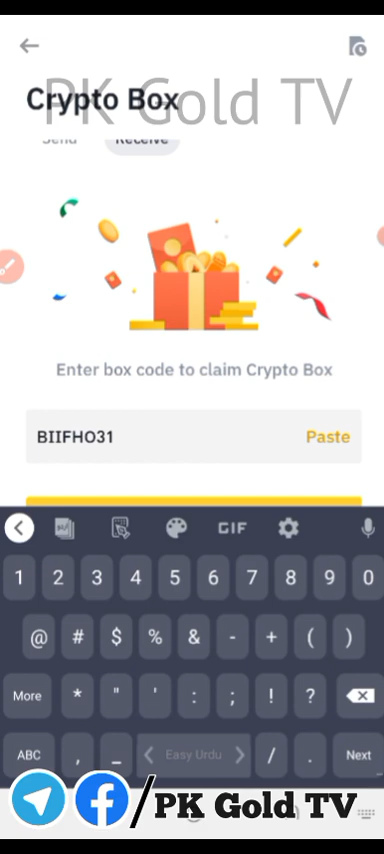 PK Gold TV
Crypto Box
Send Receive
Enter box code to claim Crypto Box
BIIFHO31 Paste
GIF
1 2 3 4 5 6 7 8 9 0
@ # $ % & - + ( )
More * " ' : ; ! ?
ABC , _ Easy Urdu / . Next
/PK Gold TV